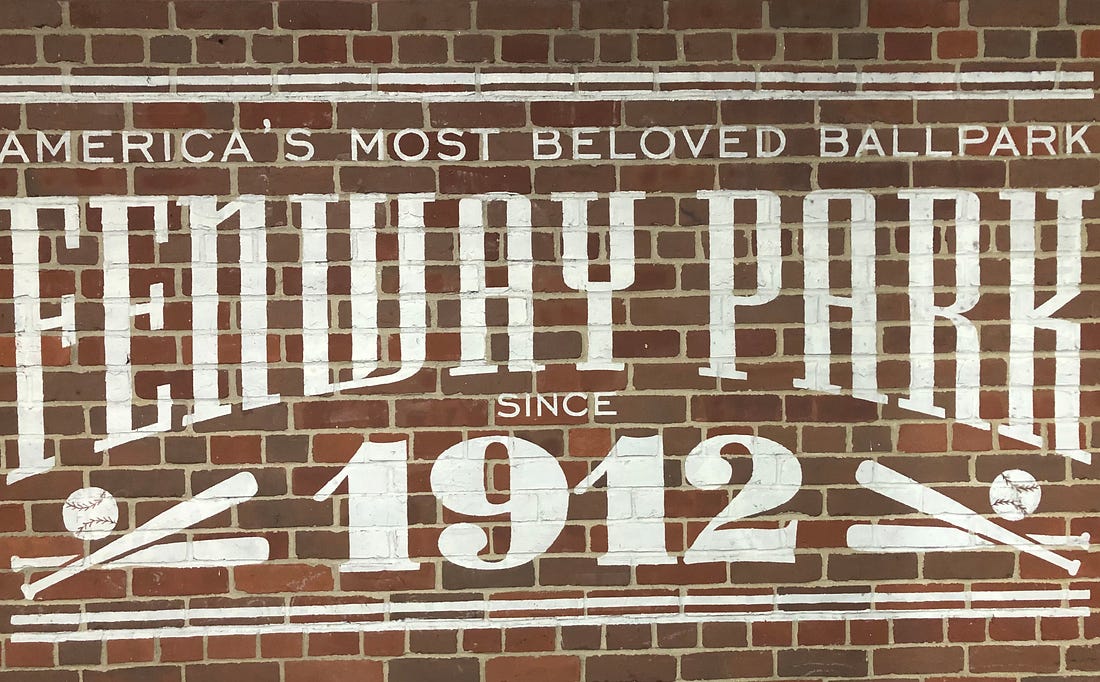 AMERICA'S MOST BELOVED BALLPARK
FENWAY PARK
SINCE
1912